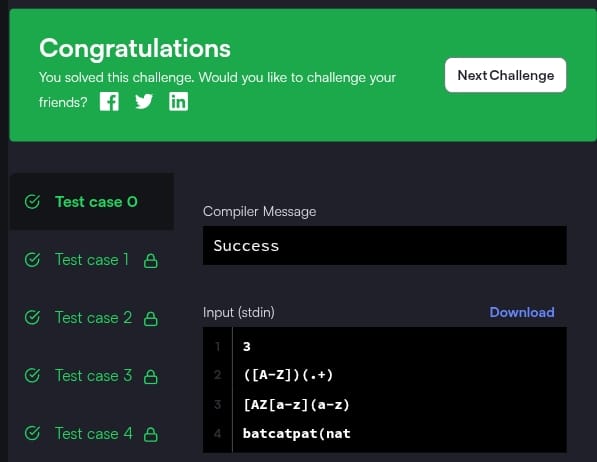 Congratulations
You solved this challenge. Would you like to challenge your
friends?
Next Challenge
Test case 0
Test case 1
Test case 2
Test case 3
Test case 4
Compiler Message
Success
Input (stdin)
Download
1 3
2 ([A-Z])(.+)
3 [AZ[a-z](a-z)
4 batcatpat(nat